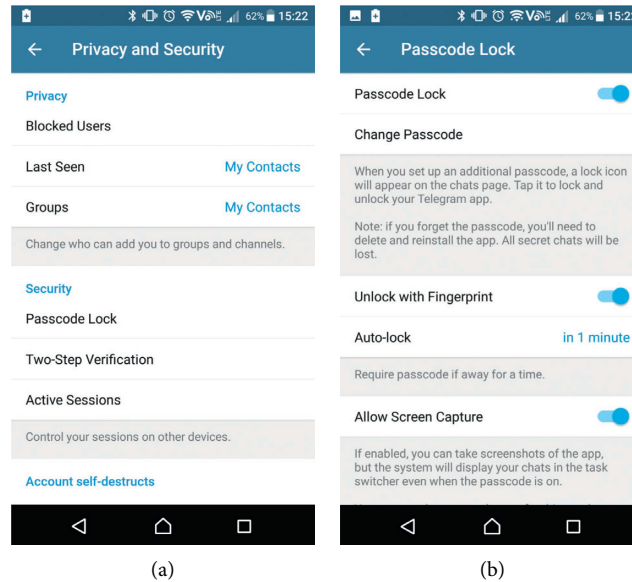 62% 15:22
Privacy and Security
Privacy
Blocked Users
Last Seen My Contacts
Groups My Contacts
Change who can add you to groups and channels.
Security
Passcode Lock
Two-Step Verification
Active Sessions
Control your sessions on other devices.
Account self-destructs
(a)
62% 15:22
Passcode Lock
Passcode Lock
Change Passcode
When you set up an additional passcode, a lock icon
will appear on the chats page. Tap it to lock and
unlock your Telegram app.
Note: if you forget the passcode, you'll need to
delete and reinstall the app. All secret chats will be
lost.
Unlock with Fingerprint
Auto-lock in 1 minute
Require passcode if away for a time.
Allow Screen Capture
If enabled, you can take screenshots of the app,
but the system will display your chats in the task
switcher even when the passcode is on.
(b)